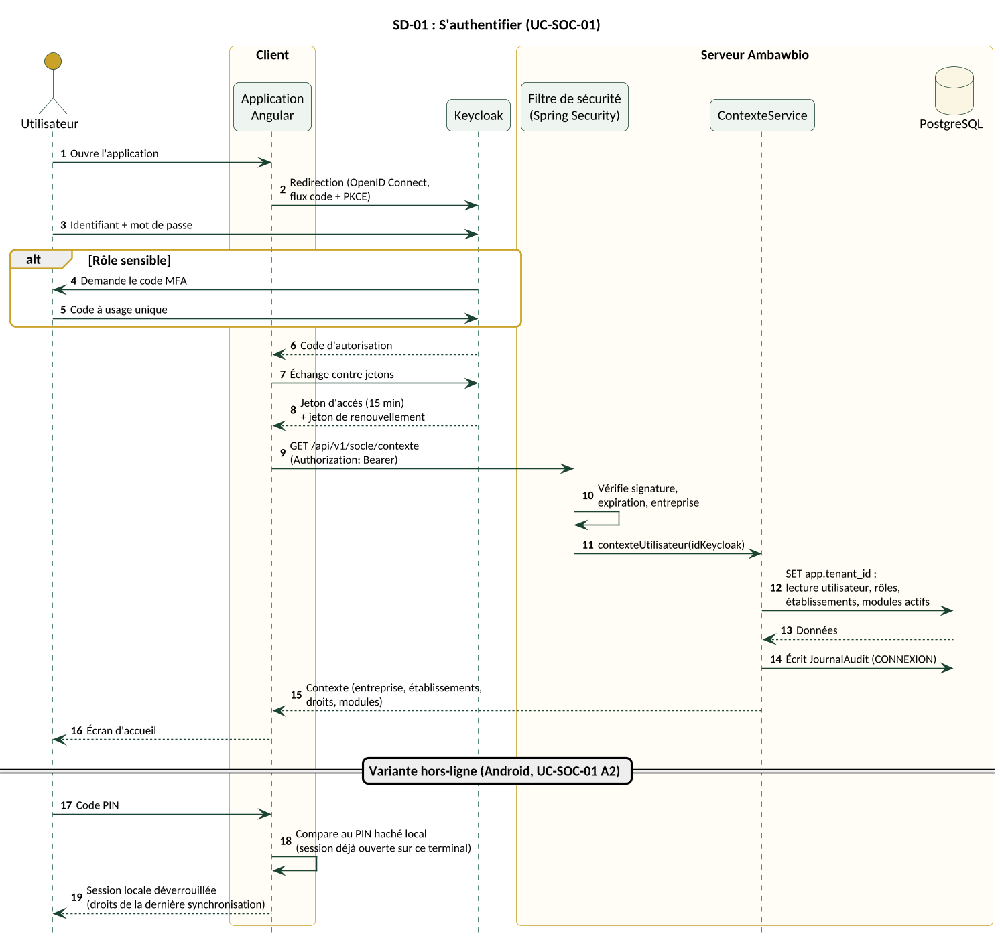 SD-01 : S'authentifier (UC-SOC-01)
Client
Serveur Ambawbio
Utilisateur
Application
Angular
Keycloak
Filtre de sécurité
(Spring Security)
ContexteService
PostgreSQL
1 Ouvre l'application
2 Redirection (OpenID Connect,
flux code + PKCE)
3 Identifiant + mot de passe
alt [Rôle sensible]
4 Demande le code MFA
5 Code à usage unique
6 Code d'autorisation
7 Échange contre jetons
8 Jeton d'accès (15 min)
+ jeton de renouvellement
9 GET /api/v1/socle/contexte
(Authorization: Bearer)
10 Vérifie signature,
expiration, entreprise
11 contexteUtilisateur(idKeycloak)
12 SET app.tenant_id ;
lecture utilisateur, rôles,
établissements, modules actifs
13 Données
14 Écrit JournalAudit (CONNEXION)
15 Contexte (entreprise, établissements,
droits, modules)
16 Écran d'accueil
Variante hors-ligne (Android, UC-SOC-01 A2)
17 Code PIN
18 Compare au PIN haché local
(session déjà ouverte sur ce terminal)
19 Session locale déverrouillée
(droits de la dernière synchronisation)